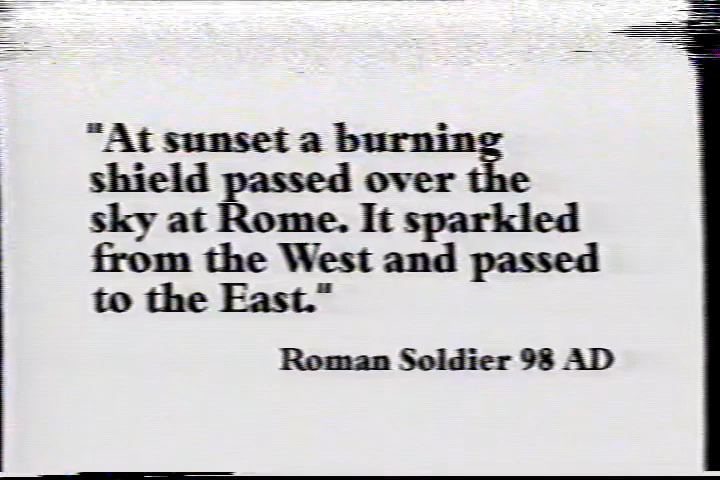 "At sunset a burning
shield passed over the
sky at Rome. It sparkled
from the West and passed
to the East."
Roman Soldier 98 AD